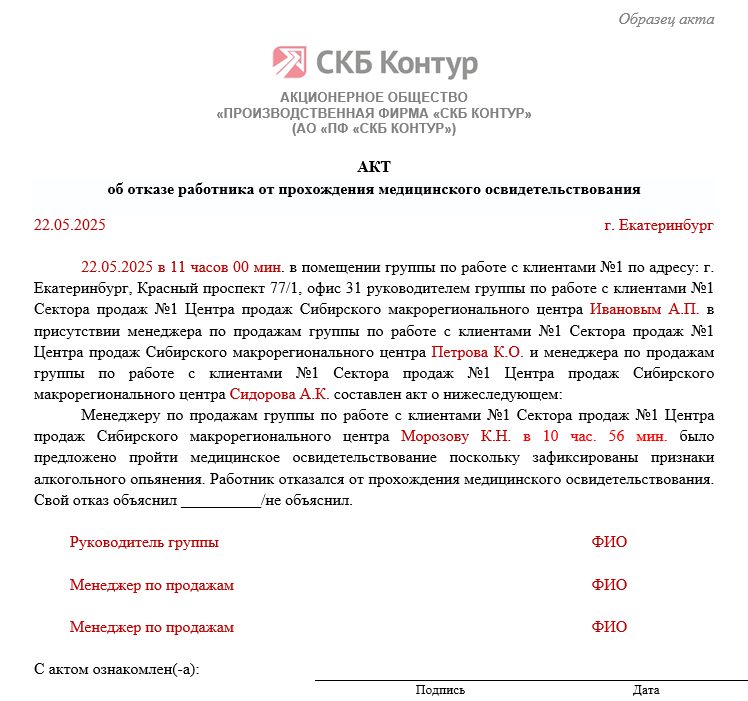 Образец акта
СКБ Контур
АКЦИОНЕРНОЕ ОБЩЕСТВО
«ПРОИЗВОДСТВЕННАЯ ФИРМА «СКБ КОНТУР»
(АО «ПФ «СКБ КОНТУР»)
АКТ
об отказе работника от прохождения медицинского освидетельствования
22.05.2025 г. Екатеринбург
22.05.2025 в 11 часов 00 мин. в помещении группы по работе с клиентами №1 по адресу: г.
Екатеринбург, Красный проспект 77/1, офис 31 руководителем группы по работе с клиентами №1
Сектора продаж №1 Центра продаж Сибирского макрорегионального центра Ивановым А.П. в
присутствии менеджера по продажам группы по работе с клиентами №1 Сектора продаж №1
Центра продаж Сибирского макрорегионального центра Петрова К.О. и менеджера по продажам
группы по работе с клиентами №1 Сектора продаж №1 Центра продаж Сибирского
макрорегионального центра Сидорова А.К. составлен акт о нижеследующем:
Менеджеру по продажам группы по работе с клиентами №1 Сектора продаж №1 Центра
продаж Сибирского макрорегионального центра Морозову К.Н. в 10 час. 56 мин. было
предложено пройти медицинское освидетельствование поскольку зафиксированы признаки
алкогольного опьянения. Работник отказался от прохождения медицинского освидетельствования.
Свой отказ объяснил __________/не объяснил.
Руководитель группы ФИО
Менеджер по продажам ФИО
Менеджер по продажам ФИО
С актом ознакомлен(-а):
Подпись Дата